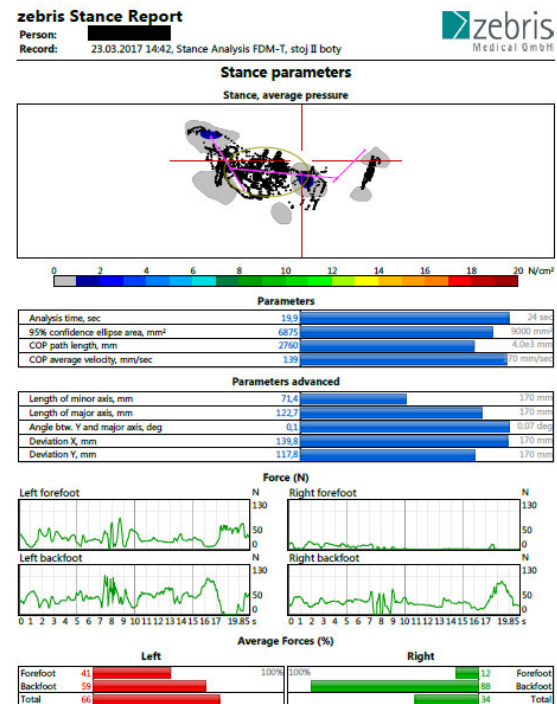 zebris Stance Report
zebris
Medical GmbH
Person:
Record: 23.03.2017 14:42, Stance Analysis FDM-T, stoj II boty
Stance parameters
Stance, average pressure
0 2 4 6 8 10 12 14 16 18 20 N/cm²
Parameters
Analysis time, sec 19,9 24 sec
95% confidence ellipse area, mm² 6875 9000 mm²
COP path length, mm 2760 4.0e3 mm
COP average velocity, mm/sec 139 70 mm/sec
Parameters advanced
Length of minor axis, mm 71,4 170 mm
Length of major axis, mm 122,7 170 mm
Angle btw. Y and major axis, deg 0,1 0.07 deg
Deviation X, mm 139,8 170 mm
Deviation Y, mm 117,8 170 mm
Force (N)
Left forefoot N Right forefoot N
130 130
50 50
0 0
Left backfoot N Right backfoot N
130 130
50 50
0 0
0 1 2 3 4 5 6 7 8 9 10 11 12 13 14 15 16 17 19.85 s 0 1 2 3 4 5 6 7 8 9 10 11 12 13 14 15 16 17 19.85 s
Average Forces (%)
Left Right
Forefoot 41 100% 100% 12 Forefoot
Backfoot 59 88 Backfoot
Total 66 34 Total